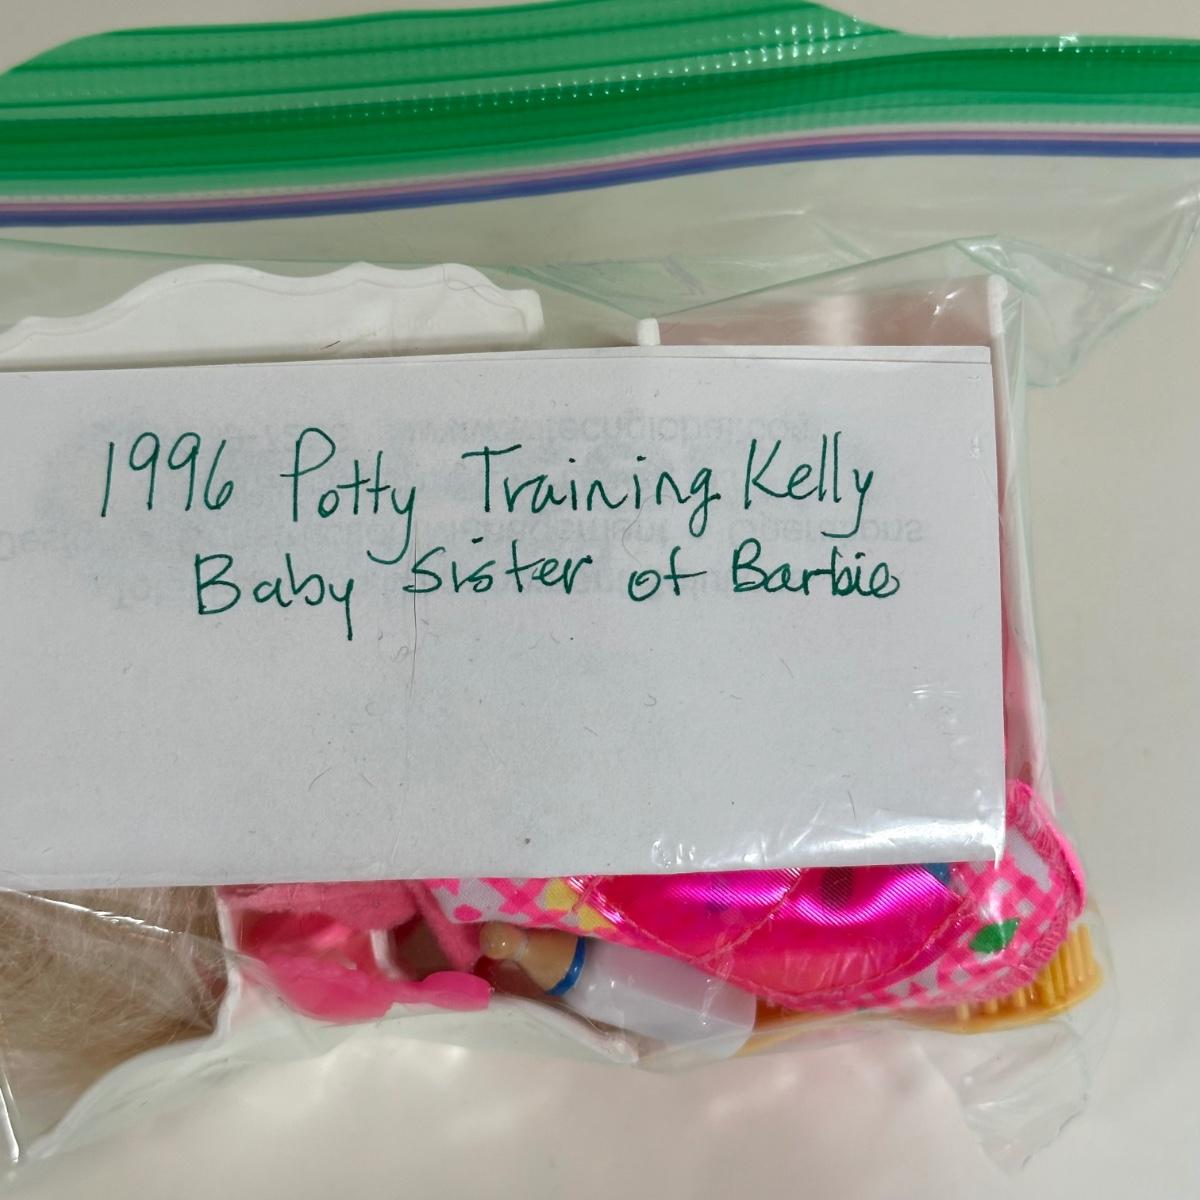 1996 Potty Training Kelly
Baby Sister of Barbie